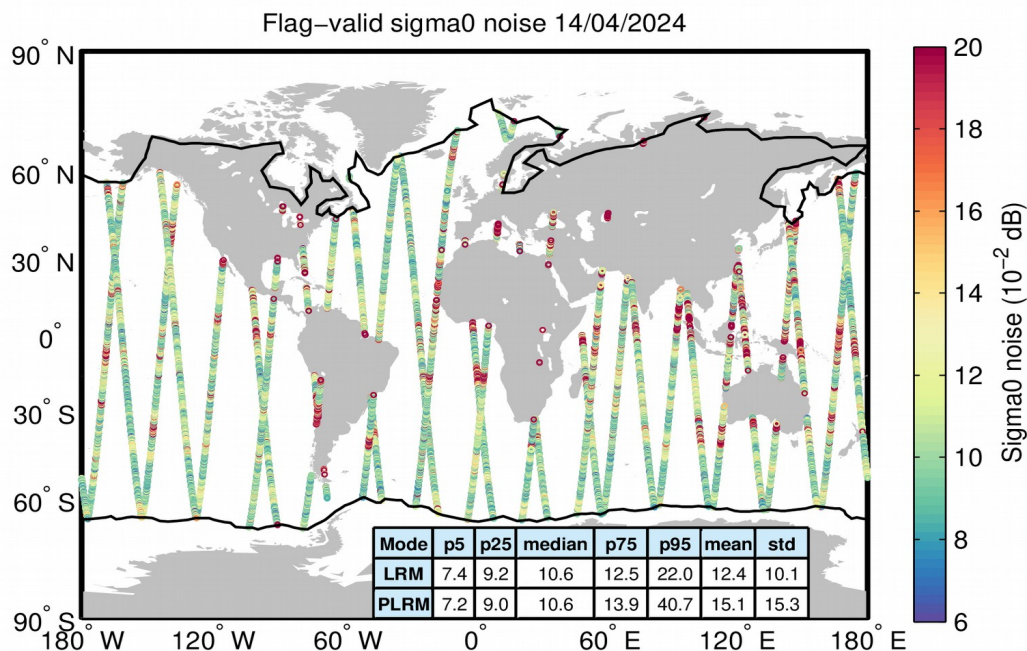 Flag−valid sigma0 noise 14/04/2024
90° N
60° N
30° N
0°
30° S
60° S
90° S
180° W
120° W
60° W
0°
60° E
120° E
180° E
Mode p5 p25 median p75 p95 mean std
LRM 7.4 9.2 10.6 12.5 22.0 12.4 10.1
PLRM 7.2 9.0 10.6 13.9 40.7 15.1 15.3
20
18
16
14
12
10
8
6
Sigma0 noise (10⁻² dB)